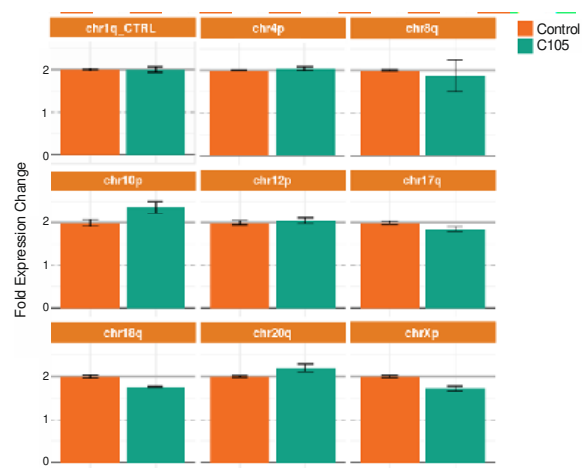 chr1q_CTRL chr4p chr8q
Control
C105
2
1
0
chr10p chr12p chr17q
2
1
0
Fold Expression Change
chr18q chr20q chrXp
2
1
0